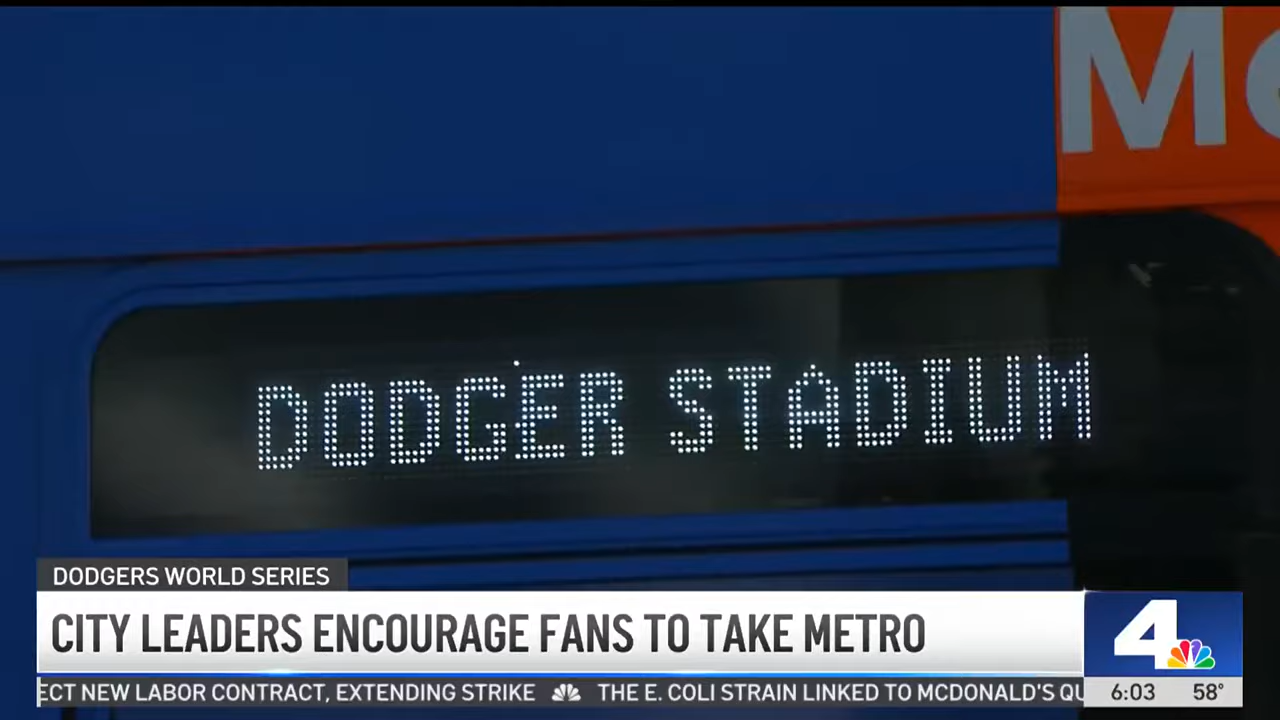 M
DODGER STADIUM
DODGERS WORLD SERIES
CITY LEADERS ENCOURAGE FANS TO TAKE METRO
4
ECT NEW LABOR CONTRACT, EXTENDING STRIKE THE E. COLI STRAIN LINKED TO MCDONALD'S QU
6:03 58°